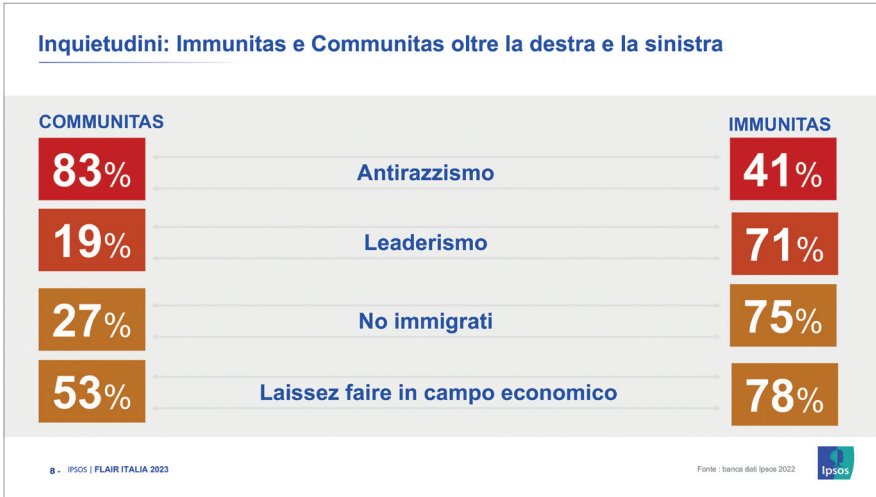 Inquietudini: Immunitas e Communitas oltre la destra e la sinistra
COMMUNITAS
IMMUNITAS
83%
Antirazzismo
41%
19%
Leaderismo
71%
27%
No immigrati
75%
53%
Laissez faire in campo economico
78%
8 - IPSOS | FLAIR ITALIA 2023
Fonte : banca dati ipsos 2022
Ipsos